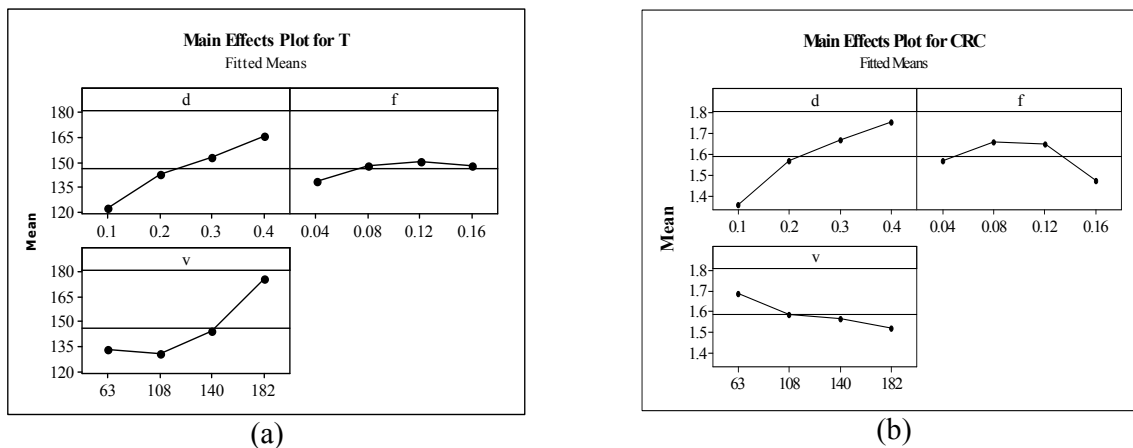 Main Effects Plot for T
Fitted Means
d
f
180
165
150
135
120
0.1 0.2 0.3 0.4
0.04 0.08 0.12 0.16
Mean
v
180
165
150
135
120
63 108 140 182
(a)
Main Effects Plot for CRC
Fitted Means
d
f
1.8
1.7
1.6
1.5
1.4
0.1 0.2 0.3 0.4
0.04 0.08 0.12 0.16
Mean
v
1.8
1.7
1.6
1.5
1.4
63 108 140 182
(b)